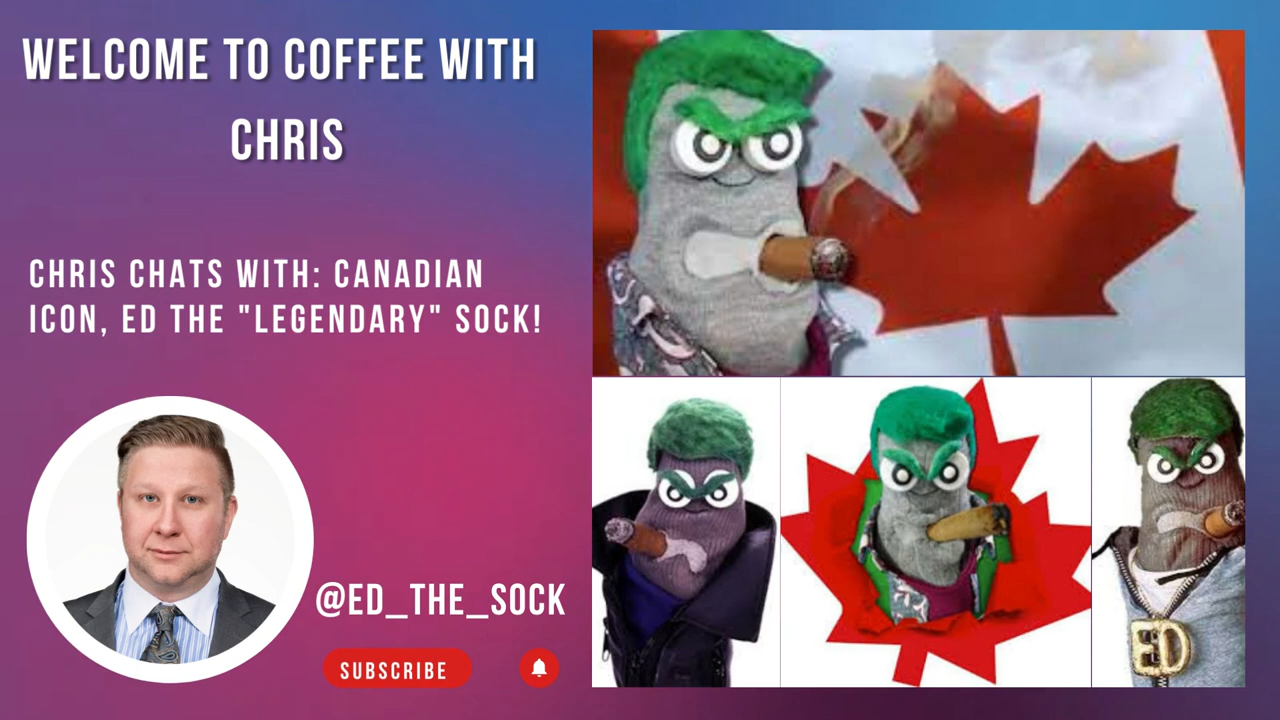 WELCOME TO COFFEE WITH
CHRIS
CHRIS CHATS WITH: CANADIAN
ICON, ED THE "LEGENDARY" SOCK!
@ED_THE_SOCK
SUBSCRIBE
ED